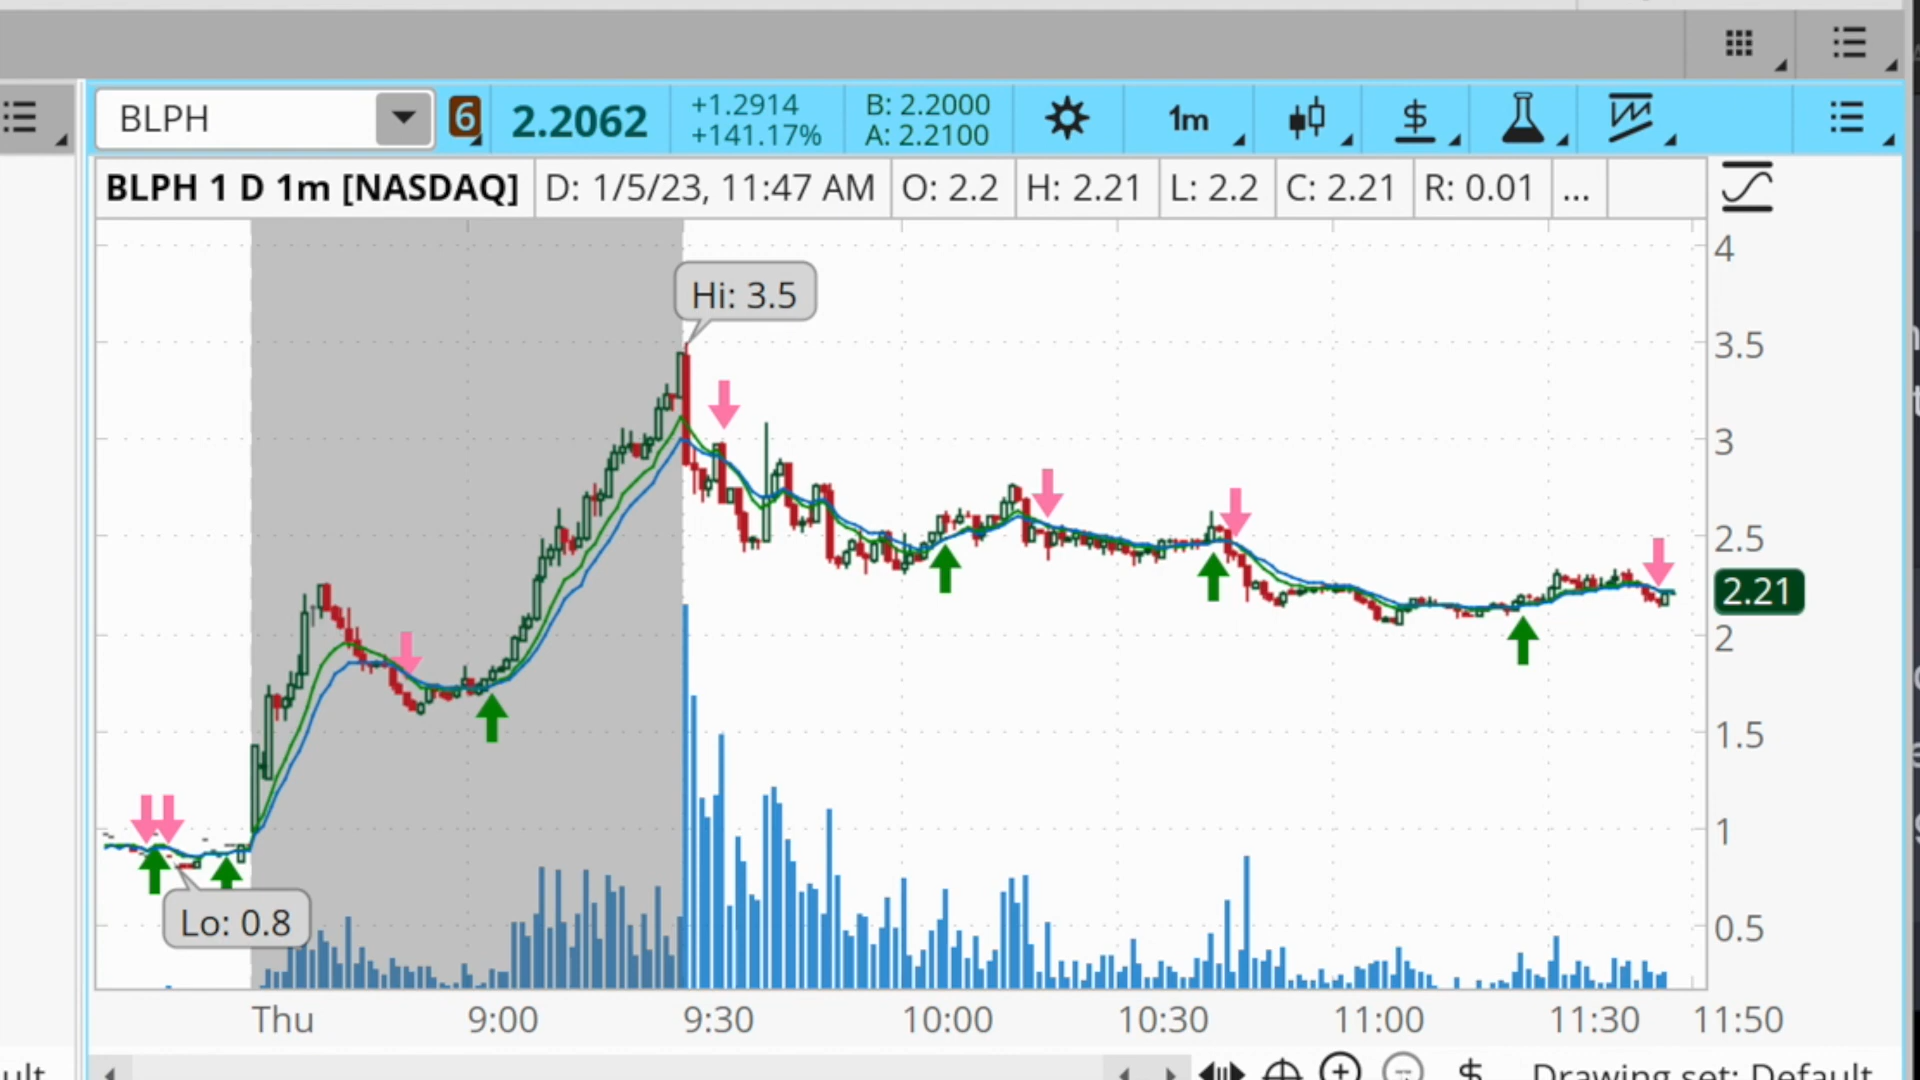 BLPH
6
2.2062
+1.2914
+141.17%
B: 2.2000
A: 2.2100
1m
$
BLPH 1 D 1m [NASDAQ]
D: 1/5/23, 11:47 AM
O: 2.2
H: 2.21
L: 2.2
C: 2.21
R: 0.01
...
4
Hi: 3.5
3.5
3
2.5
2.21
2
1.5
1
Lo: 0.8
0.5
Thu
9:00
9:30
10:00
10:30
11:00
11:30
11:50
$
Drawing set: Default